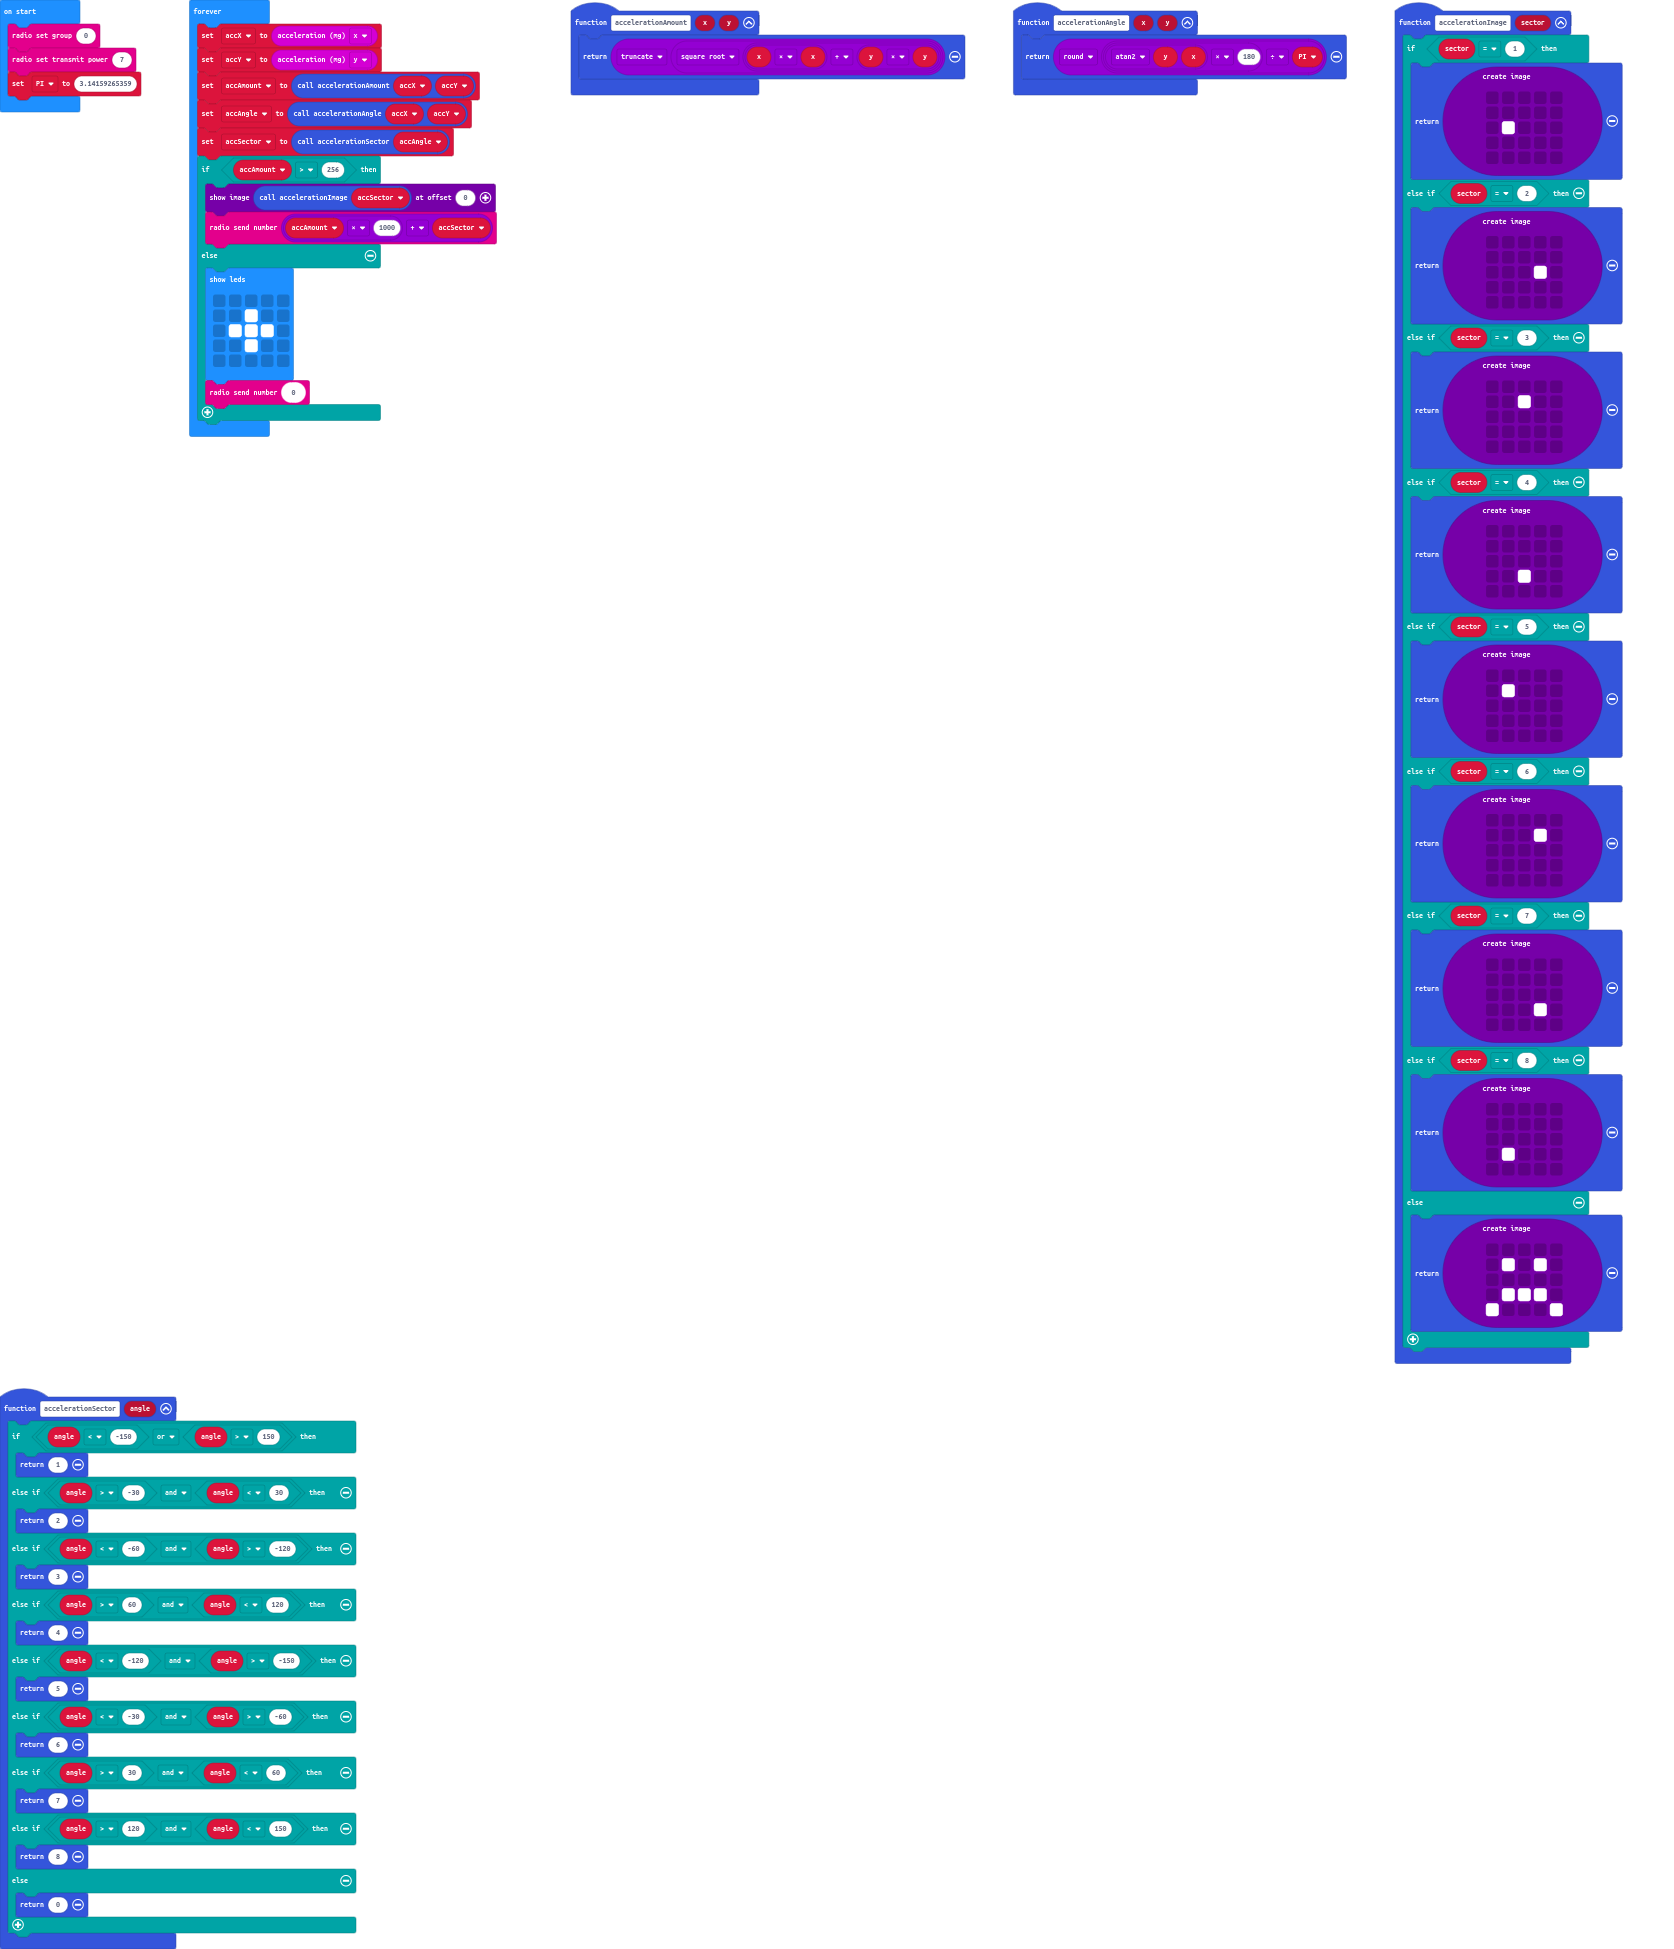 on start
radio set group 0
radio set transmit power 7
set PI to 3.14159265359
forever
set accX to acceleration (mg) x
set accY to acceleration (mg) y
set accAmount to call accelerationAmount accX accY
set accAngle to call accelerationAngle accX accY
set accSector to call accelerationSector accAngle
if accAmount > 256 then
show image call accelerationImage accSector at offset 0
radio send number accAmount × 1000 + accSector
else
show leds
radio send number 0
function accelerationAmount x y
return truncate square root x × x + y × y
function accelerationAngle x y
return round atan2 y x × 180 ÷ PI
function accelerationImage sector
if sector = 1 then
create image
return
else if sector = 2 then
create image
return
else if sector = 3 then
create image
return
else if sector = 4 then
create image
return
else if sector = 5 then
create image
return
else if sector = 6 then
create image
return
else if sector = 7 then
create image
return
else if sector = 8 then
create image
return
else
create image
return
function accelerationSector angle
if angle < -150 or angle > 150 then
return 1
else if angle > -30 and angle < 30 then
return 2
else if angle < -60 and angle > -120 then
return 3
else if angle > 60 and angle < 120 then
return 4
else if angle < -120 and angle > -150 then
return 5
else if angle < -30 and angle > -60 then
return 6
else if angle > 30 and angle < 60 then
return 7
else if angle > 120 and angle < 150 then
return 8
else
return 0